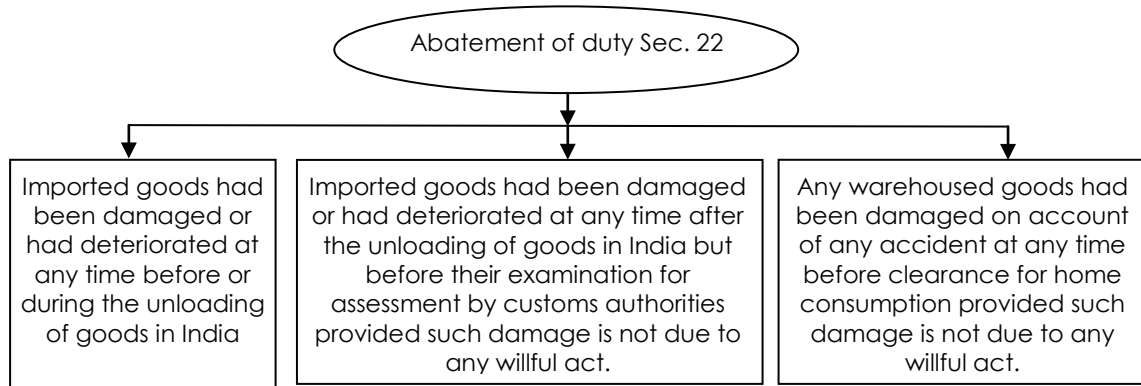 Abatement of duty Sec. 22
Imported goods had
been damaged or
had deteriorated at
any time before or
during the unloading
of goods in India
Imported goods had been damaged
or had deteriorated at any time after
the unloading of goods in India but
before their examination for
assessment by customs authorities
provided such damage is not due to
any willful act.
Any warehoused goods had
been damaged on account
of any accident at any time
before clearance for home
consumption provided such
damage is not due to any
willful act.